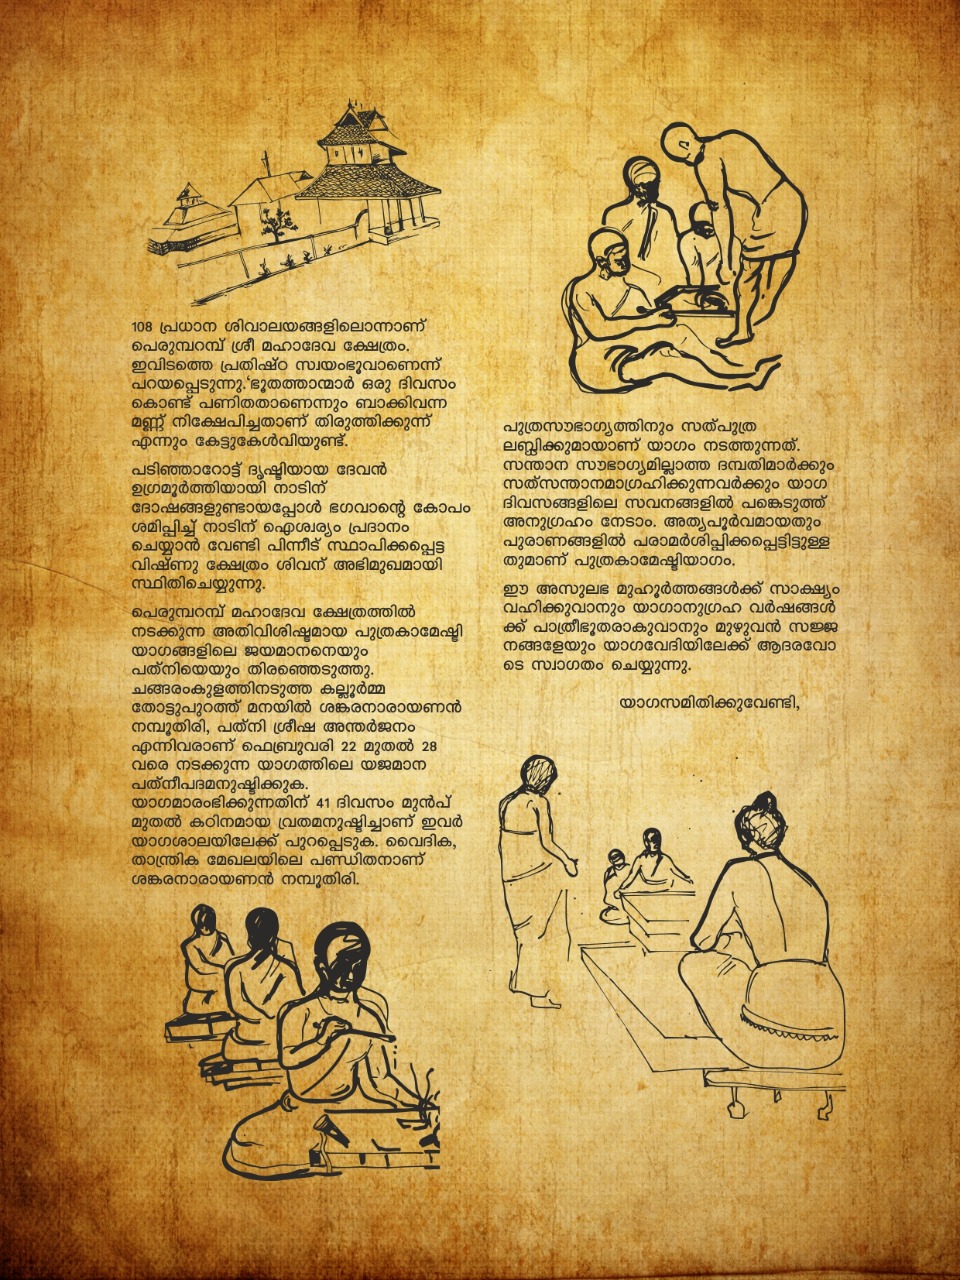 108 പ്രധാന ശിവാലയങ്ങളിലൊന്നാണ്
പെരുമ്പറമ്പ് ശ്രീ മഹാദേവ ക്ഷേത്രം.
ഇവിടത്തെ പ്രതിഷ്ഠ സ്വയംഭൂവാണെന്ന്
പറയപ്പെടുന്നു.'ഭൂതത്താന്മാർ ഒരു ദിവസം
കൊണ്ട് പണിതതാണെന്നും ബാക്കിവന്ന
മണ്ണ് നിക്ഷേപിച്ചതാണ് തിരുത്തിക്കുന്ന്
എന്നും കേട്ടുകേൾവിയുണ്ട്.
പടിഞ്ഞാറോട്ട് ദൃഷ്ടിയായ ദേവൻ
ഉഗ്രമൂർത്തിയായി നാടിന്
ദോഷങ്ങളുണ്ടായപ്പോൾ ഭഗവാന്റെ കോപം
ശമിപ്പിച്ച് നാടിന് ഐശ്വര്യം പ്രദാനം
ചെയ്യാൻ വേണ്ടി പിന്നീട് സ്ഥാപിക്കപ്പെട്ട
വിഷ്ണു ക്ഷേത്രം ശിവന് അഭിമുഖമായി
സ്ഥിതിചെയ്യുന്നു.
പെരുമ്പറമ്പ് മഹാദേവ ക്ഷേത്രത്തിൽ
നടക്കുന്ന അതിവിശിഷ്ടമായ പുത്രകാമേഷ്ടി
യാഗങ്ങളിലെ ജയമാനനെയും
പത്നിയെയും തിരഞ്ഞെടുത്തു.
ചങ്ങരംകുളത്തിനടുത്ത കല്ലൂർമ്മ
തോട്ടുപുറത്ത് മനയിൽ ശങ്കരനാരായണൻ
നമ്പൂതിരി, പത്നി ശ്രീഷ അന്തർജനം
എന്നിവരാണ് ഫെബ്രുവരി 22 മുതൽ 28
വരെ നടക്കുന്ന യാഗത്തിലെ യജമാന
പത്നീപദമനുഷ്ടിക്കുക.
യാഗമാരംഭിക്കുന്നതിന് 41 ദിവസം മുൻപ്
മുതൽ കഠിനമായ വ്രതമനുഷ്ടിച്ചാണ് ഇവർ
യാഗശാലയിലേക്ക് പുറപ്പെടുക. വൈദിക,
താന്ത്രിക മേഖലയിലെ പണ്ഡിതനാണ്
ശങ്കരനാരായണൻ നമ്പൂതിരി.
പുത്രസൗഭാഗ്യത്തിനും സത്പുത്ര
ലബ്ദിക്കുമായാണ് യാഗം നടത്തുന്നത്.
സന്താന സൗഭാഗ്യമില്ലാത്ത ദമ്പതിമാർക്കും
സത്സന്താനമാഗ്രഹിക്കുന്നവർക്കും യാഗ
ദിവസങ്ങളിലെ സവനങ്ങളിൽ പങ്കെടുത്ത്
അനുഗ്രഹം നേടാം. അത്യപൂർവമായതും
പുരാണങ്ങളിൽ പരാമർശിപ്പിക്കപ്പെട്ടിട്ടുള്ള
തുമാണ് പുത്രകാമേഷ്ടിയാഗം.
ഈ അസുലഭ മുഹൂർത്തങ്ങൾക്ക് സാക്ഷ്യം
വഹിക്കുവാനും യാഗാനുഗ്രഹ വർഷങ്ങൾ
ക്ക് പാത്രീഭൂതരാകുവാനും മുഴുവൻ സജ്ജ
നങ്ങളേയും യാഗവേദിയിലേക്ക് ആദരവോ
ടെ സ്വാഗതം ചെയ്യുന്നു.
യാഗസമിതിക്കുവേണ്ടി,